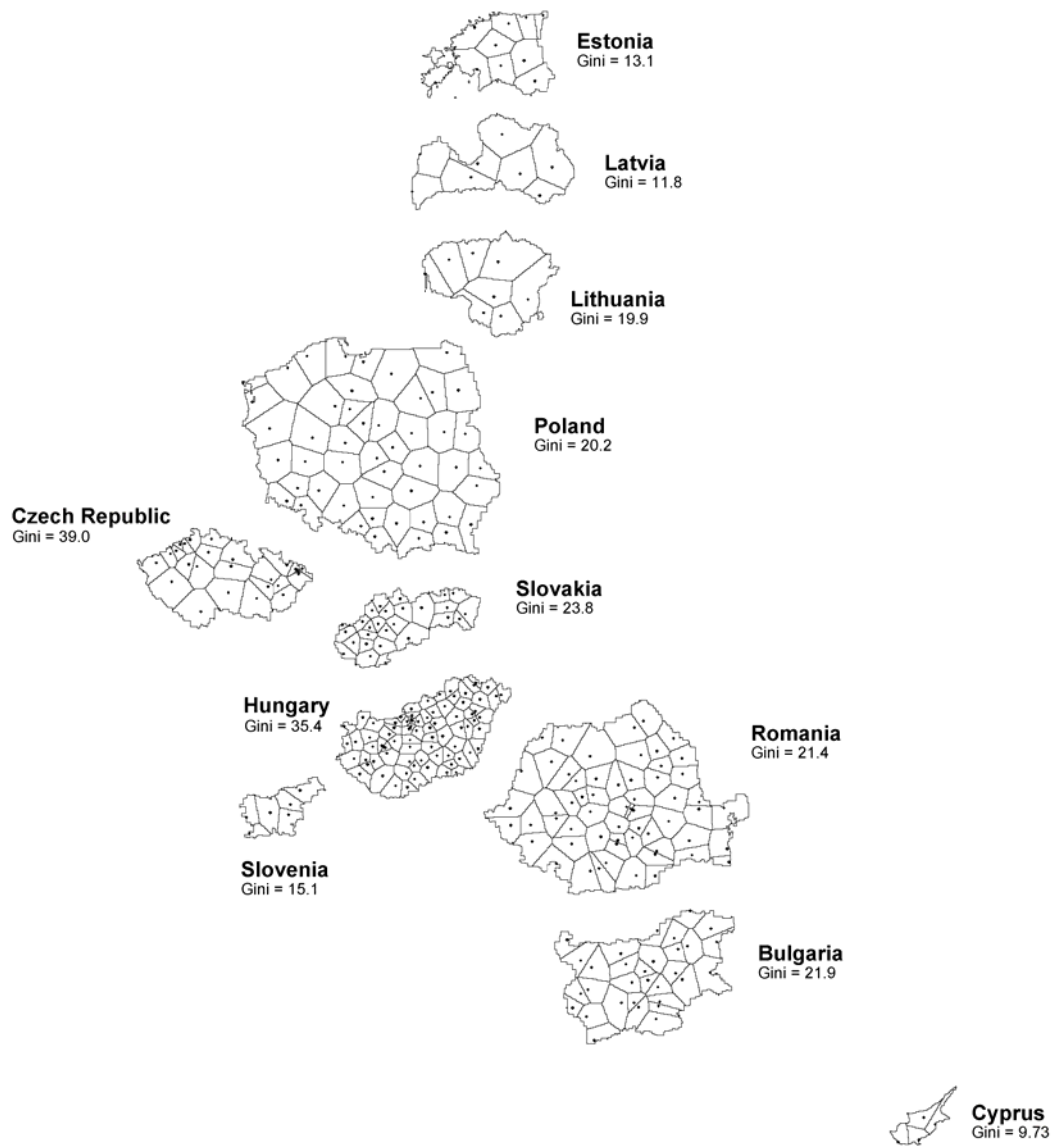 Estonia
Gini = 13.1
Latvia
Gini = 11.8
Lithuania
Gini = 19.9
Poland
Gini = 20.2
Czech Republic
Gini = 39.0
Slovakia
Gini = 23.8
Hungary
Gini = 35.4
Romania
Gini = 21.4
Slovenia
Gini = 15.1
Bulgaria
Gini = 21.9
Cyprus
Gini = 9.73